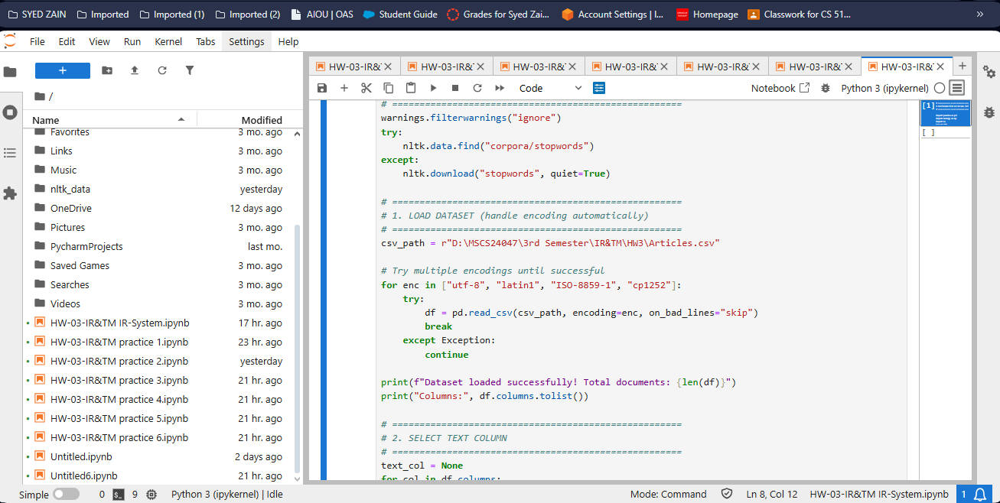 SYED ZAIN Imported Imported (1) Imported (2) AIOU | OAS Student Guide Grades for Syed Zai... Account Settings | I... Homepage Classwork for CS 51... »
File Edit View Run Kernel Tabs Settings Help
HW-03-IR&T HW-03-IR&T HW-03-IR&T HW-03-IR&T HW-03-IR&T HW-03-IR&T HW-03-IR&T
Code Notebook Python 3 (ipykernel)
/
Name Modified
Favorites 3 mo. ago
Links 3 mo. ago
Music 3 mo. ago
nltk_data yesterday
OneDrive 12 days ago
Pictures 3 mo. ago
PycharmProjects last mo.
Saved Games 3 mo. ago
Searches 3 mo. ago
Videos 3 mo. ago
HW-03-IR&TM IR-System.ipynb 17 hr. ago
HW-03-IR&TM practice 1.ipynb 23 hr. ago
HW-03-IR&TM practice 2.ipynb yesterday
HW-03-IR&TM practice 3.ipynb 21 hr. ago
HW-03-IR&TM practice 4.ipynb 21 hr. ago
HW-03-IR&TM practice 5.ipynb 21 hr. ago
HW-03-IR&TM practice 6.ipynb 21 hr. ago
Untitled.ipynb 2 days ago
Untitled6.ipynb 21 hr. ago
# =====================================================
warnings.filterwarnings("ignore")
try:
    nltk.data.find("corpora/stopwords")
except:
    nltk.download("stopwords", quiet=True)
# =====================================================
# 1. LOAD DATASET (handle encoding automatically)
# =====================================================
csv_path = r"D:\MSCS24047\3rd Semester\IR&TM\HW3\Articles.csv"
# Try multiple encodings until successful
for enc in ["utf-8", "latin1", "ISO-8859-1", "cp1252"]:
    try:
        df = pd.read_csv(csv_path, encoding=enc, on_bad_lines="skip")
        break
    except Exception:
        continue
print(f"Dataset loaded successfully! Total documents: {len(df)}")
print("Columns:", df.columns.tolist())
# =====================================================
# 2. SELECT TEXT COLUMN
# =====================================================
text_col = None
for col in df.columns:
[1]
[ ]
Simple 0 9 Python 3 (ipykernel) | Idle Mode: Command Ln 8, Col 12 HW-03-IR&TM IR-System.ipynb 1